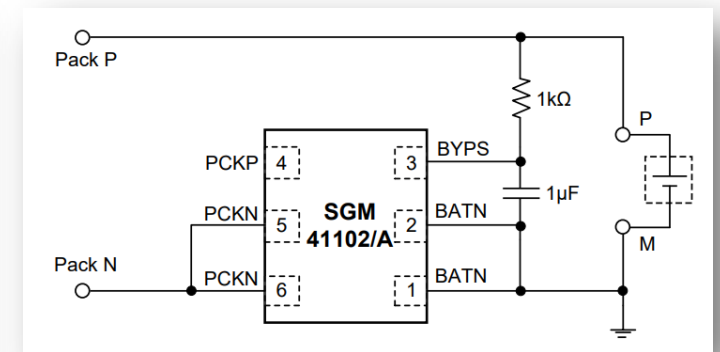 Pack P
1kΩ
P
PCKP 4
3 BYPS
1μF
PCKN 5
SGM
41102/A
2 BATN
M
Pack N
PCKN 6
1 BATN